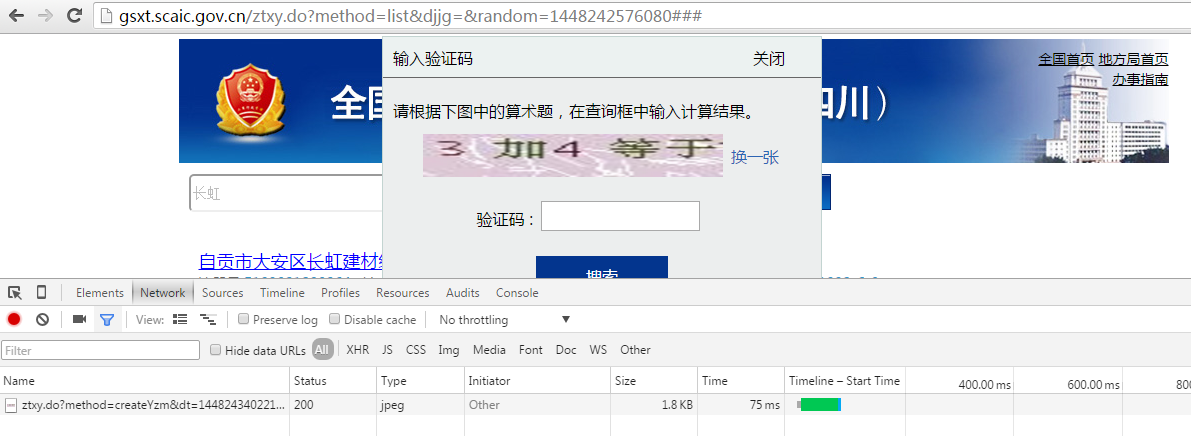 gsxt.scaic.gov.cn/ztxy.do?method=list&djjg=&random=1448242576080###
输入验证码 关闭
全国首页 地方局首页
办事指南
全国
四川）
请根据下图中的算术题，在查询框中输入计算结果。
3 加4 等于
换一张
长虹
验证码：
自贡市大安区长虹建材
搜索
Elements Network Sources Timeline Profiles Resources Audits Console
View: Preserve log Disable cache No throttling
Filter Hide data URLs All XHR JS CSS Img Media Font Doc WS Other
Name Status Type Initiator Size Time Timeline – Start Time 400.00 ms 600.00 ms 800
ztxy.do?method=createYzm&dt=144824340221... 200 jpeg Other 1.8 KB 75 ms